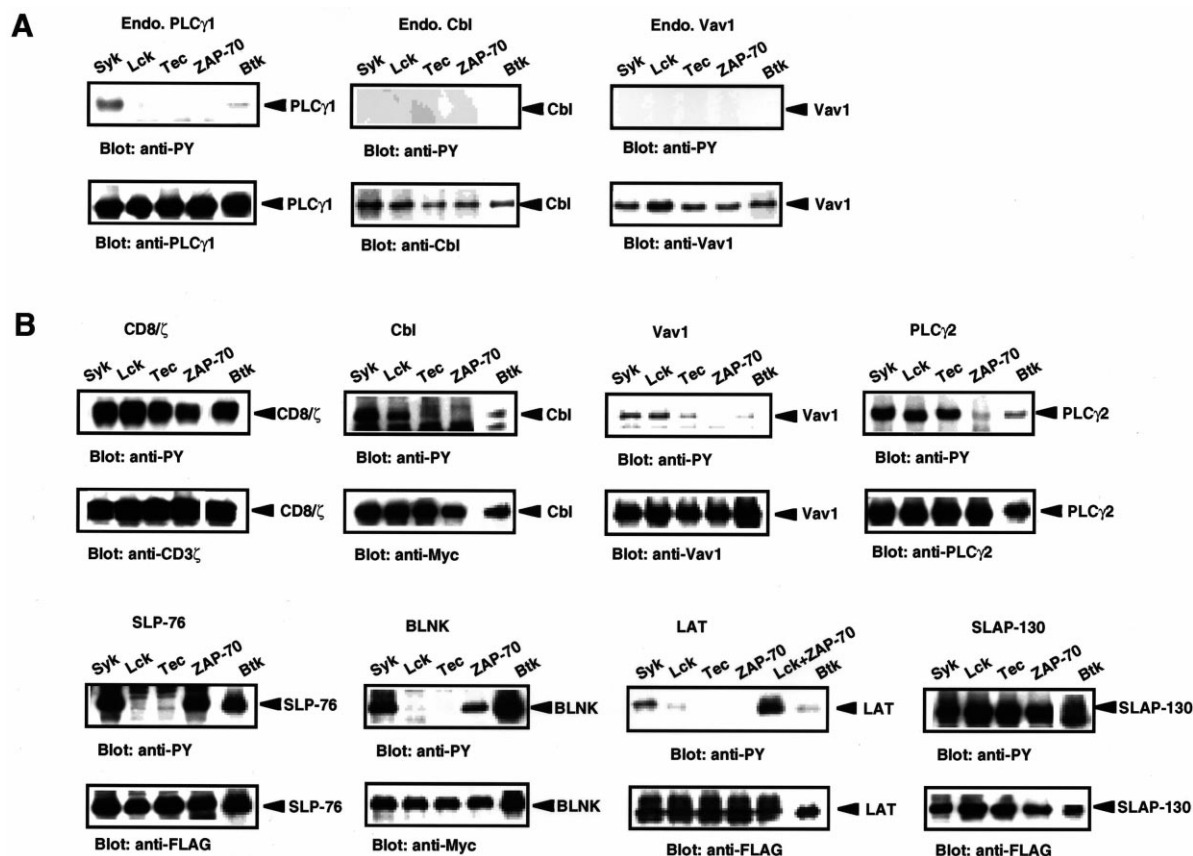 A
Endo. PLCγ1 Endo. Cbl Endo. Vav1
Syk Lck Tec ZAP-70 Btk Syk Lck Tec ZAP-70 Btk Syk Lck Tec ZAP-70 Btk
PLCγ1 Cbl Vav1
Blot: anti-PY Blot: anti-PY Blot: anti-PY
PLCγ1 Cbl Vav1
Blot: anti-PLCγ1 Blot: anti-Cbl Blot: anti-Vav1
B
CD8/ζ Cbl Vav1 PLCγ2
Syk Lck Tec ZAP-70 Btk Syk Lck Tec ZAP-70 Btk Syk Lck Tec ZAP-70 Btk Syk Lck Tec ZAP-70 Btk
CD8/ζ Cbl Vav1 PLCγ2
Blot: anti-PY Blot: anti-PY Blot: anti-PY Blot: anti-PY
CD8/ζ Cbl Vav1 PLCγ2
Blot: anti-CD3ζ Blot: anti-Myc Blot: anti-Vav1 Blot: anti-PLCγ2
SLP-76 BLNK LAT SLAP-130
Syk Lck Tec ZAP-70 Btk Syk Lck Tec ZAP-70 Btk Syk Lck Tec ZAP-70 Lck+ZAP-70 Btk Syk Lck Tec ZAP-70 Btk
SLP-76 BLNK LAT SLAP-130
Blot: anti-PY Blot: anti-PY Blot: anti-PY Blot: anti-PY
SLP-76 BLNK LAT SLAP-130
Blot: anti-FLAG Blot: anti-Myc Blot: anti-FLAG Blot: anti-FLAG